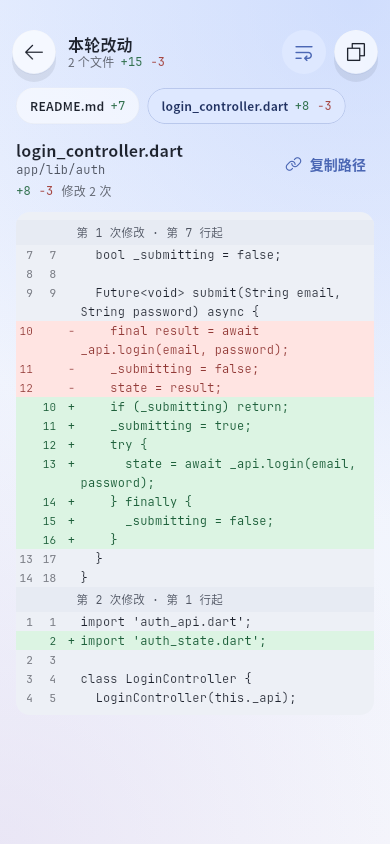 本轮改动
2 个文件 +15 -3
README.md +7
login_controller.dart +8 -3
login_controller.dart
app/lib/auth
复制路径
+8 -3 修改 2 次
第 1 次修改 · 第 7 行起
7 7 bool _submitting = false;
8 8
9 9 Future<void> submit(String email,
String password) async {
10 - final result = await
_api.login(email, password);
11 - _submitting = false;
12 - state = result;
10 + if (_submitting) return;
11 + _submitting = true;
12 + try {
13 + state = await _api.login(email,
password);
14 + } finally {
15 + _submitting = false;
16 + }
13 17 }
14 18 }
第 2 次修改 · 第 1 行起
1 1 import 'auth_api.dart';
2 + import 'auth_state.dart';
2 3
3 4 class LoginController {
4 5 LoginController(this._api);